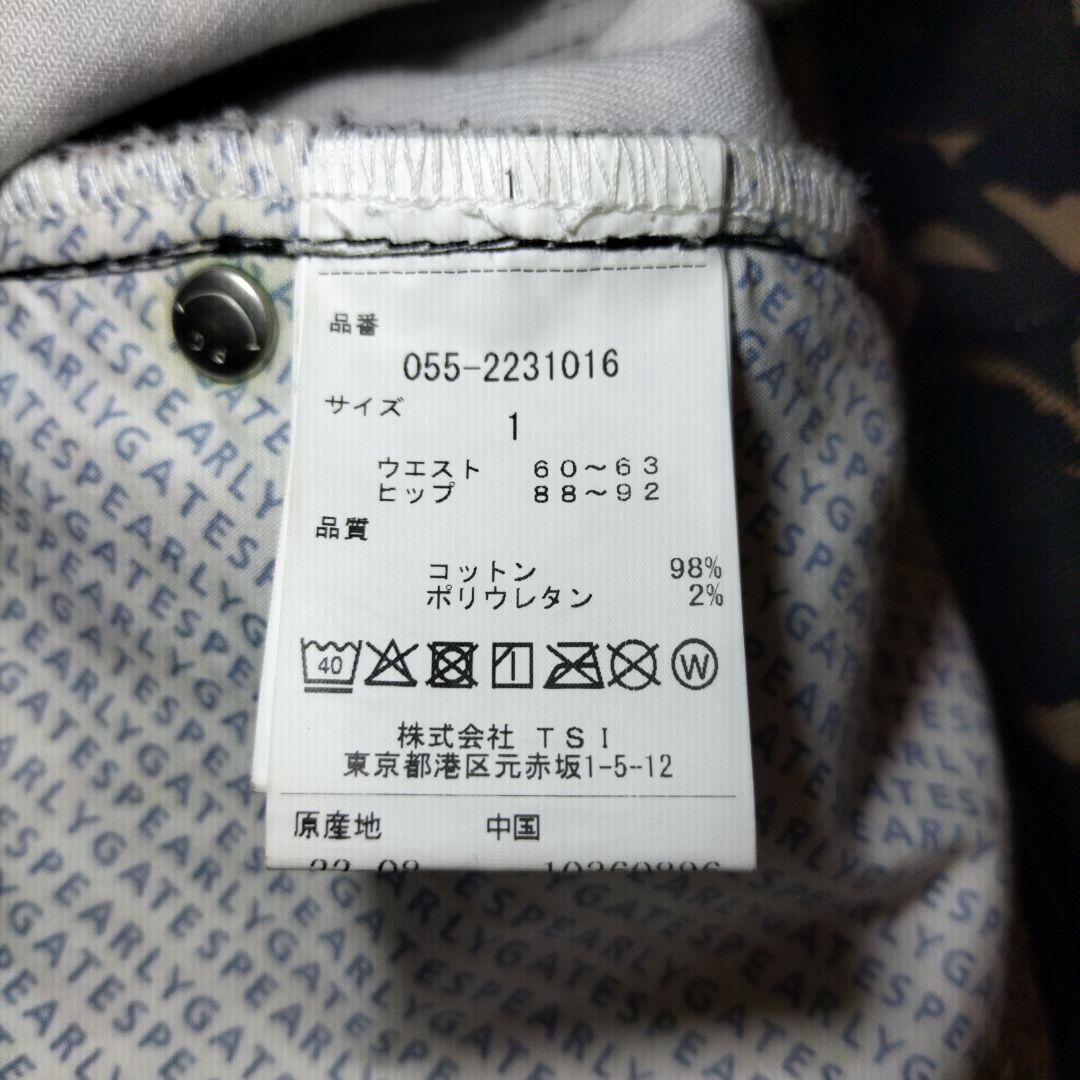 1
品番
055-2231016
サイズ
1
ウエスト 60～63
ヒップ 88～92
品質
コットン 98%
ポリウレタン 2%
40
W
株式会社 TSI
東京都港区元赤坂1-5-12
原産地 中国
PEARLYGATES